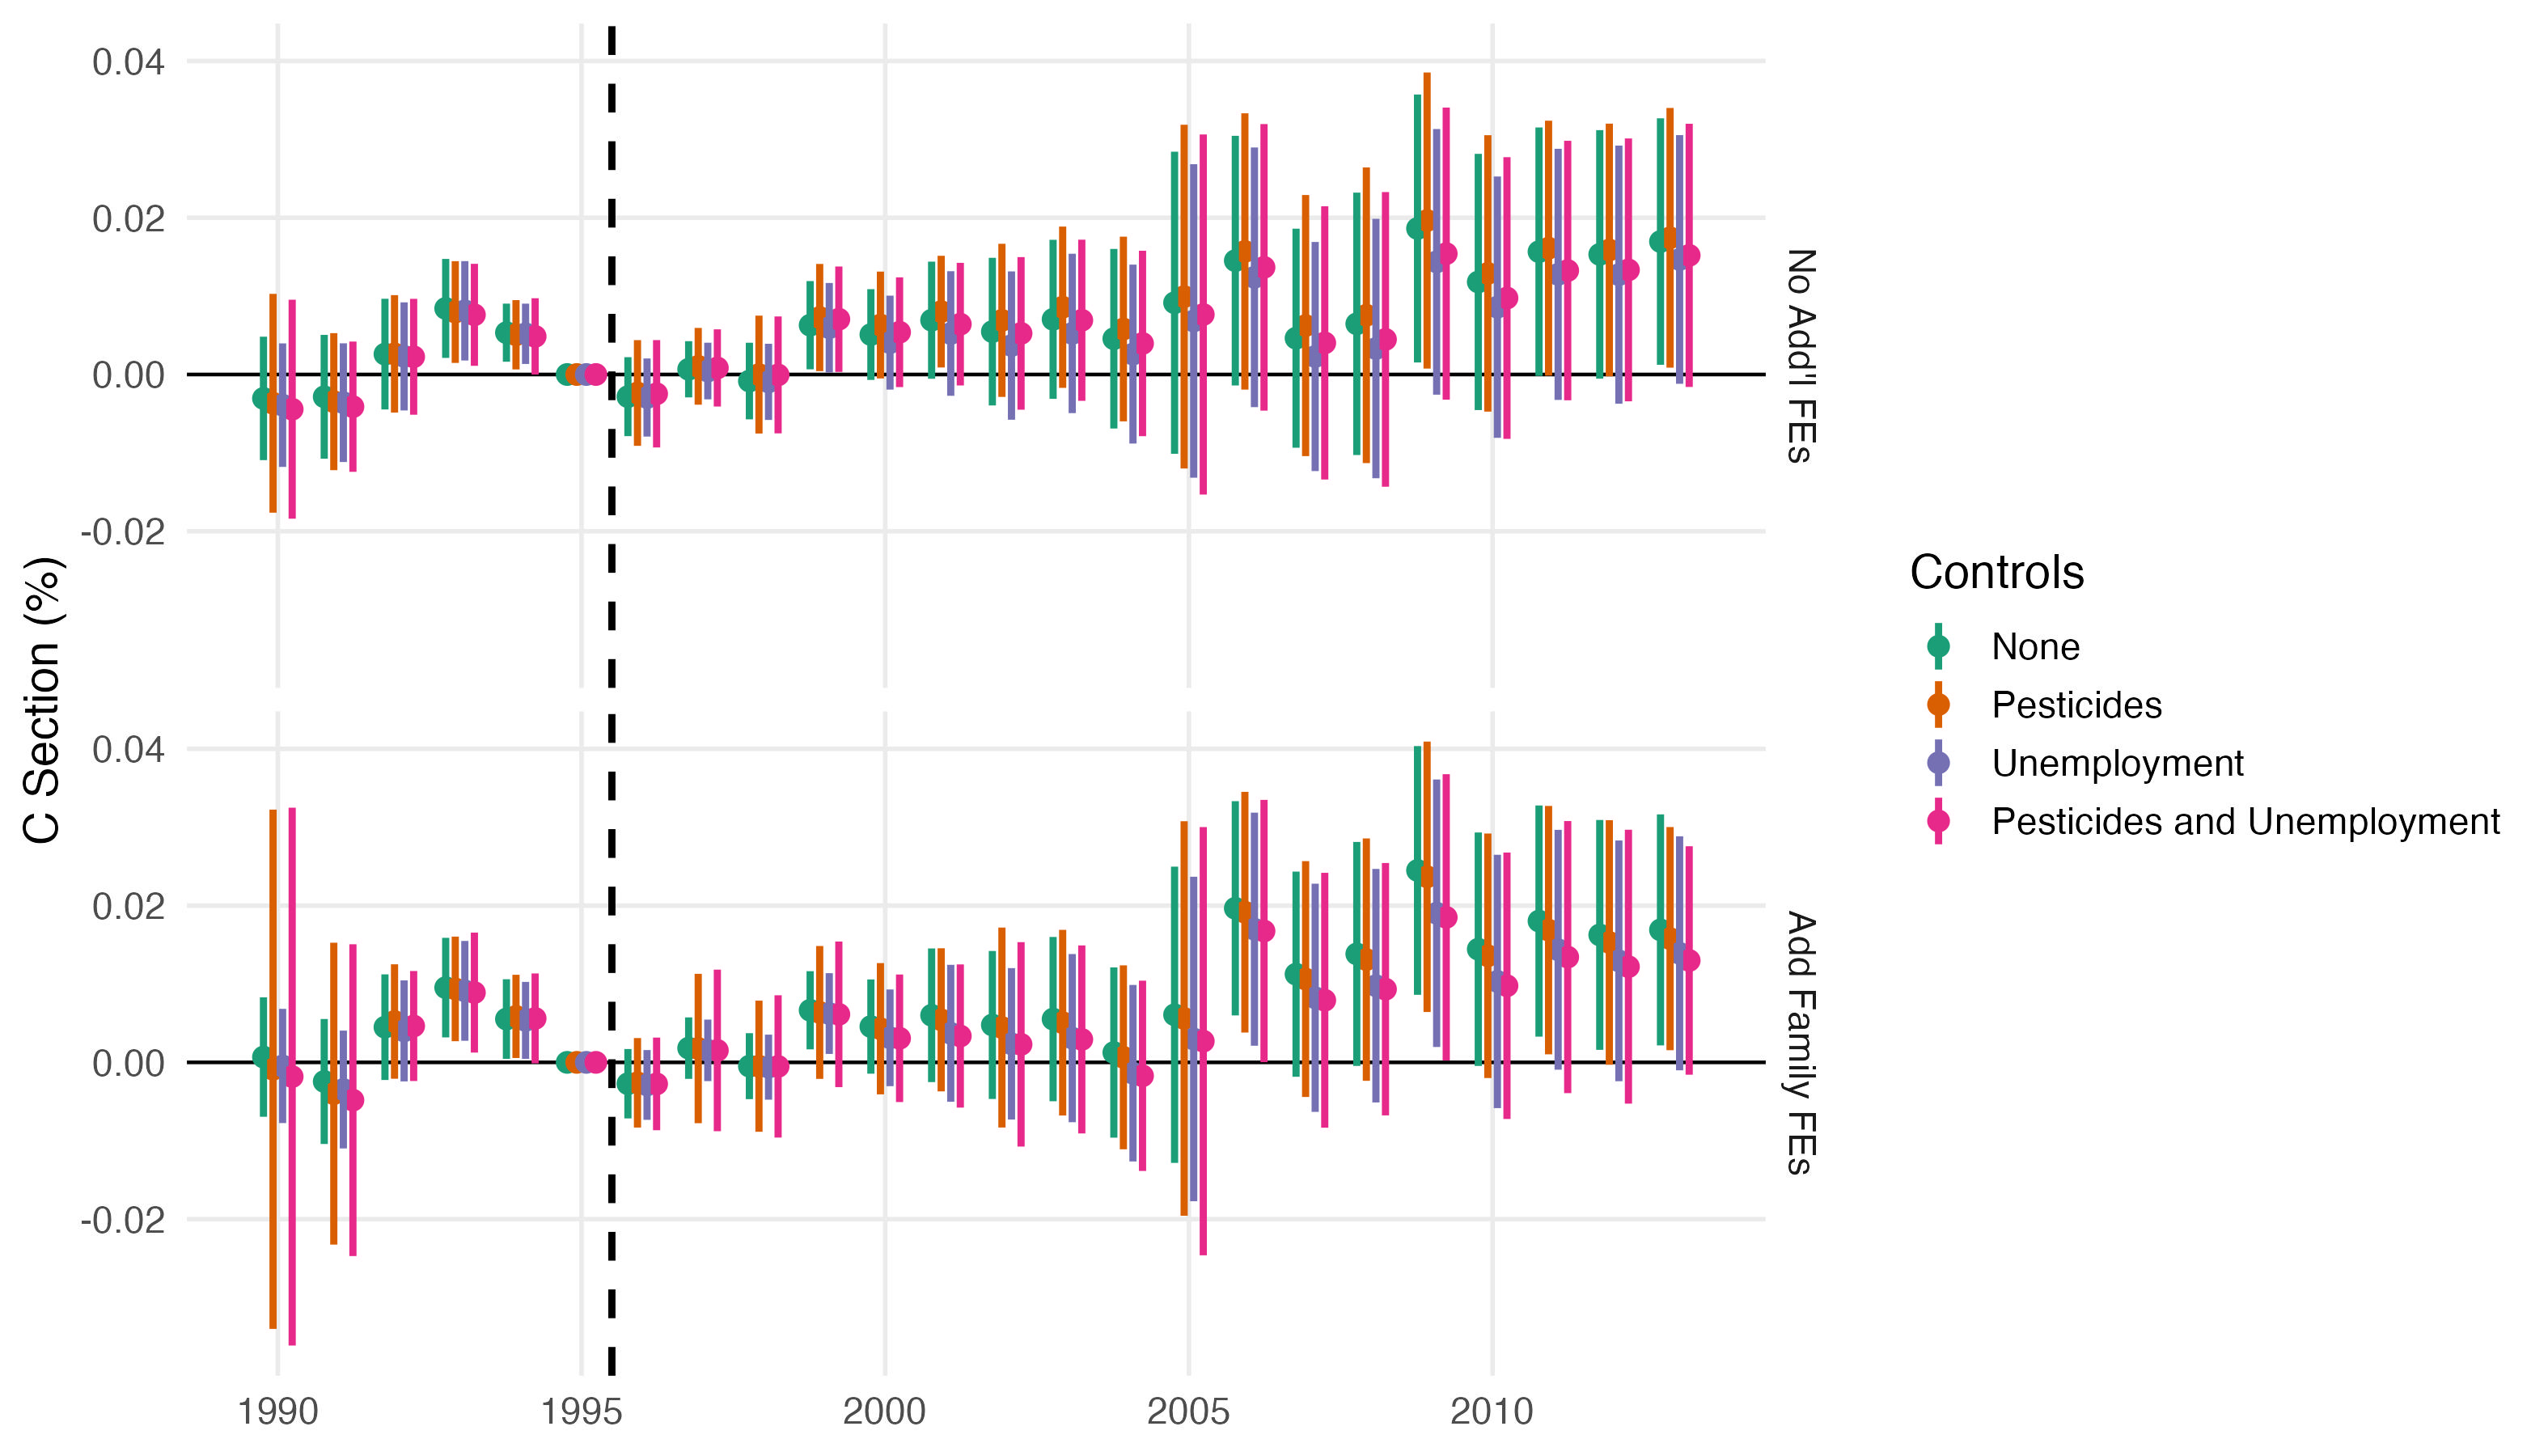 C Section (%)
0.04
0.02
0.00
-0.02
No Add'l FEs
0.04
0.02
0.00
-0.02
Add Family FEs
1990
1995
2000
2005
2010
Controls
None
Pesticides
Unemployment
Pesticides and Unemployment